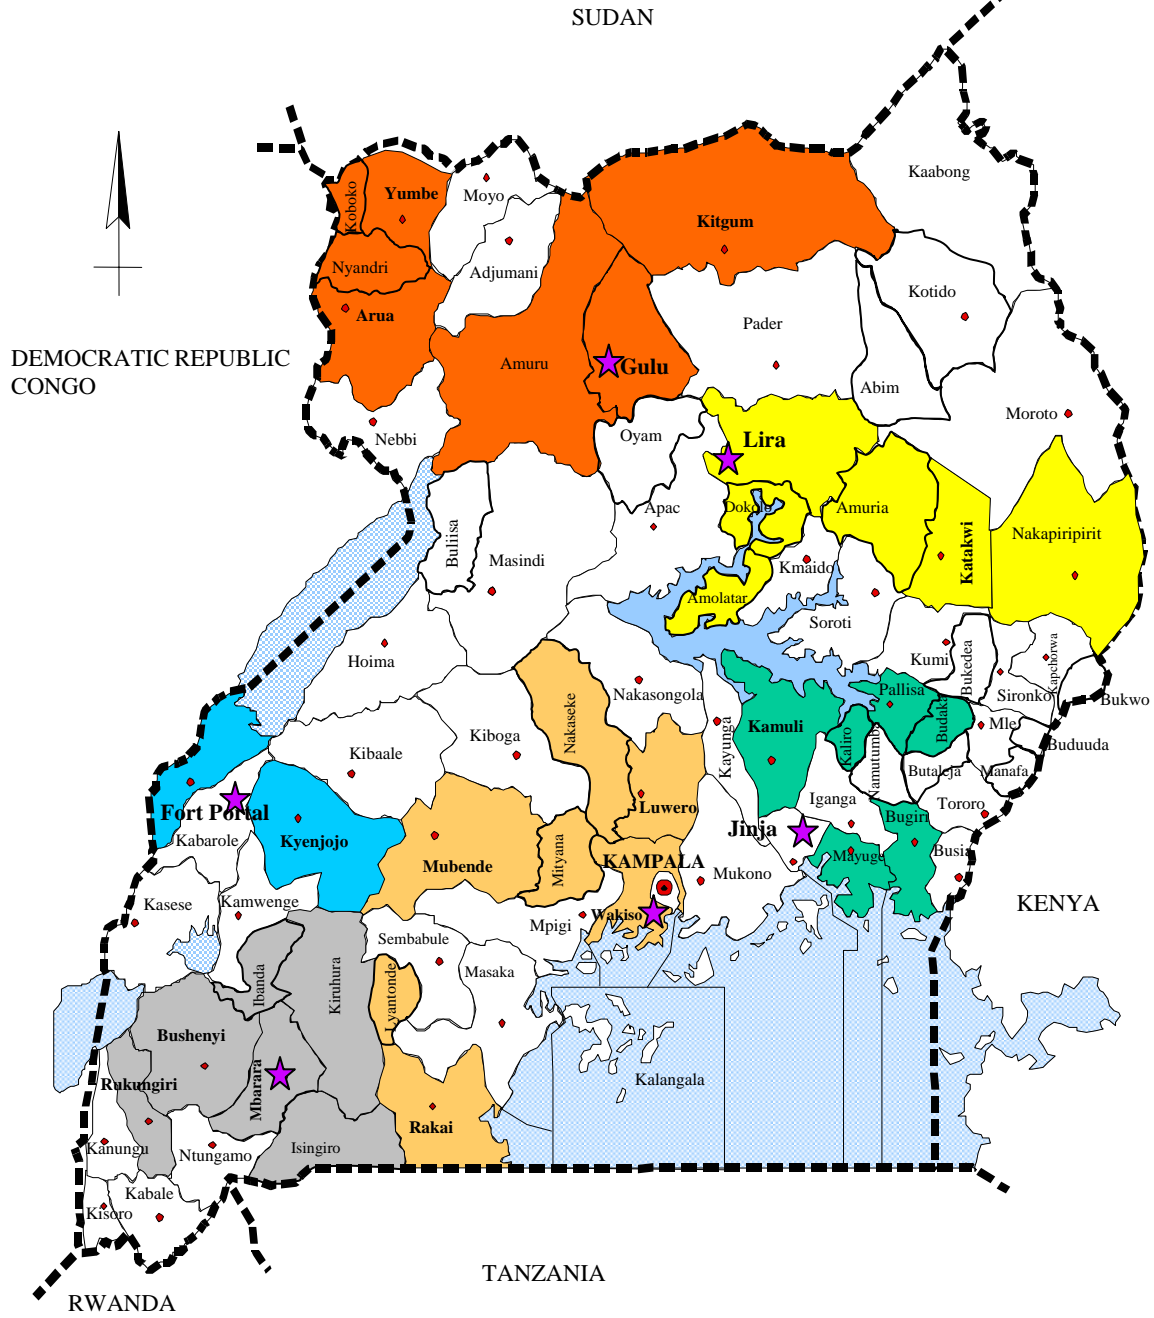 SUDAN
Kaabong
Koboko
Yumbe
Moyo
Kitgum
Nyandri
Adjumani
Kotido
Arua
Pader
DEMOCRATIC REPUBLIC
CONGO
Amuru
Gulu
Abim
Moroto
Nebbi
Oyam
Lira
Buliisa
Masindi
Apac
Dokolo
Amuria
Katakwi
Nakapiripirit
Kmaido
Amolatar
Soroti
Hoima
Kumi
Bukedea
Kapchorwa
Sironko
Bukwo
Nakaseke
Nakasongola
Pallisa
Budaka
Kibaale
Kiboga
Kayunga
Kamuli
Kaliro
Namutumba
Mle
Buduuda
Butaleja
Manafa
Fort Portal
Luwero
Iganga
Tororo
Kabarole
Kyenjojo
Jinja
Bugiri
Mubende
Mityana
KAMPALA
Mukono
Mayuge
Busia
Kasese
Kamwenge
Wakiso
Mpigi
KENYA
Sembabule
Masaka
Ibanda
Kiruhura
Lyantonde
Bushenyi
Rukungiri
Mbarara
Kalangala
Rakai
Kanungu
Ntungamo
Isingiro
Kabale
Kisoro
TANZANIA
RWANDA